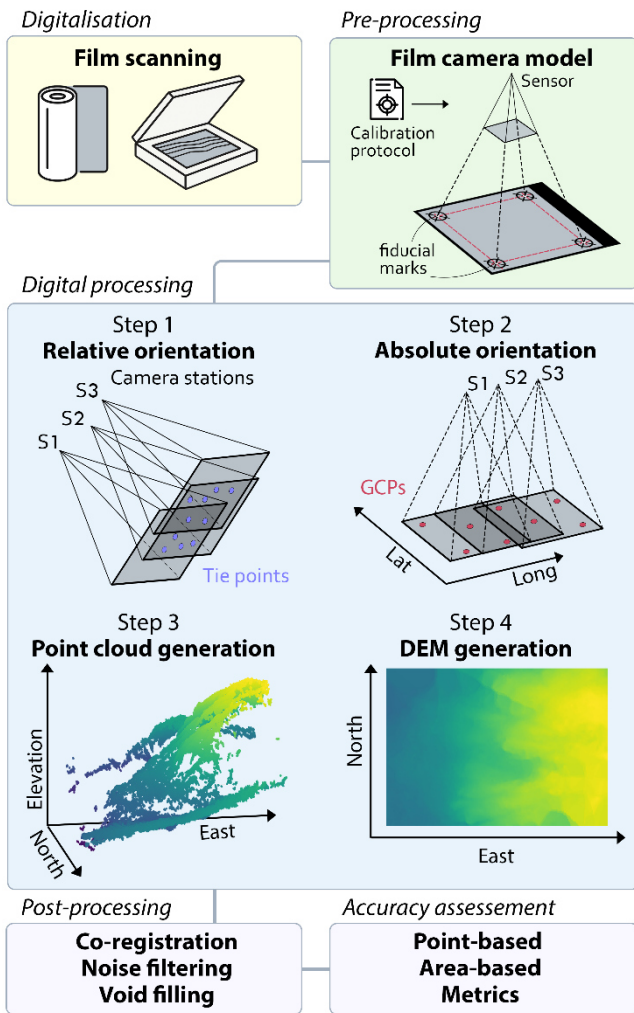 Digitalisation
Film scanning
Pre-processing
Film camera model
Sensor
Calibration
protocol
fiducial
marks
Digital processing
Step 1
Relative orientation
Camera stations
S3
S2
S1
Tie points
Step 2
Absolute orientation
S1
S2
S3
GCPs
Lat
Long
Step 3
Point cloud generation
Elevation
North
East
Step 4
DEM generation
North
East
Post-processing
Co-registration
Noise filtering
Void filling
Accuracy assessement
Point-based
Area-based
Metrics